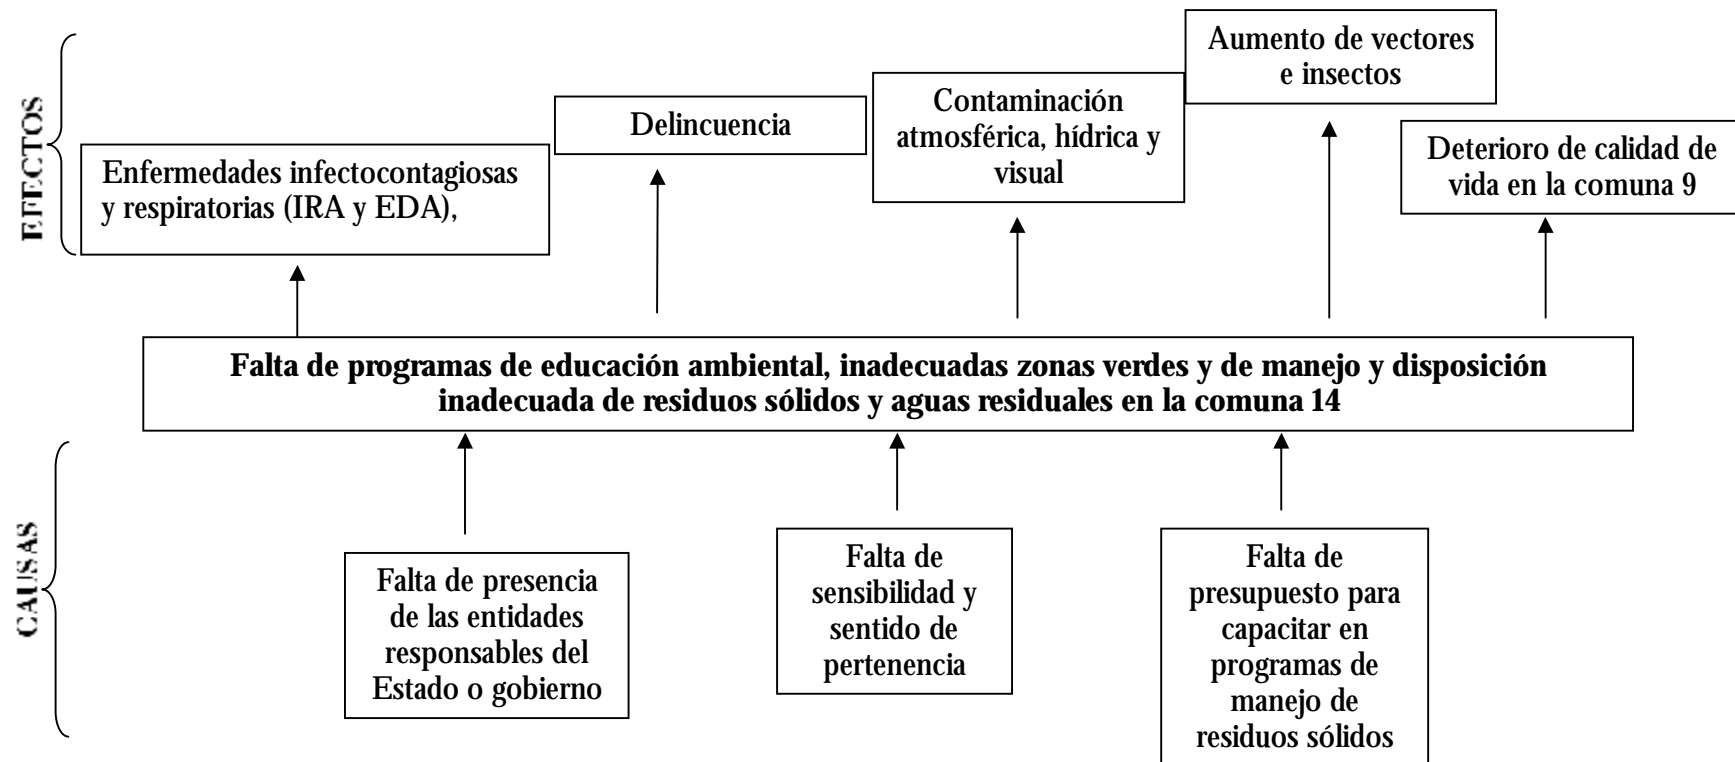 EFECTOS
Aumento de vectores
e insectos
Delincuencia
Contaminación
atmosférica, hídrica y
visual
Enfermedades infectocontagiosas
y respiratorias (IRA y EDA),
Deterioro de calidad de
vida en la comuna 9
Falta de programas de educación ambiental, inadecuadas zonas verdes y de manejo y disposición
inadecuada de residuos sólidos y aguas residuales en la comuna 14
CAUSAS
Falta de presencia
de las entidades
responsables del
Estado o gobierno
Falta de
sensibilidad y
sentido de
pertenencia
Falta de
presupuesto para
capacitar en
programas de
manejo de
residuos sólidos